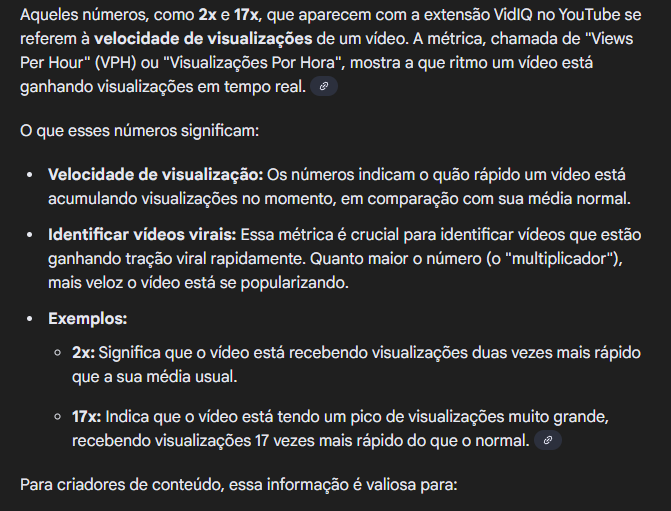 Aqueles números, como 2x e 17x, que aparecem com a extensão VidIQ no YouTube se
referem à velocidade de visualizações de um vídeo. A métrica, chamada de "Views
Per Hour" (VPH) ou "Visualizações Por Hora", mostra a que ritmo um vídeo está
ganhando visualizações em tempo real.
O que esses números significam:
• Velocidade de visualização: Os números indicam o quão rápido um vídeo está
acumulando visualizações no momento, em comparação com sua média normal.
• Identificar vídeos virais: Essa métrica é crucial para identificar vídeos que estão
ganhando tração viral rapidamente. Quanto maior o número (o "multiplicador"),
mais veloz o vídeo está se popularizando.
• Exemplos:
◦ 2x: Significa que o vídeo está recebendo visualizações duas vezes mais rápido
que a sua média usual.
◦ 17x: Indica que o vídeo está tendo um pico de visualizações muito grande,
recebendo visualizações 17 vezes mais rápido do que o normal.
Para criadores de conteúdo, essa informação é valiosa para: